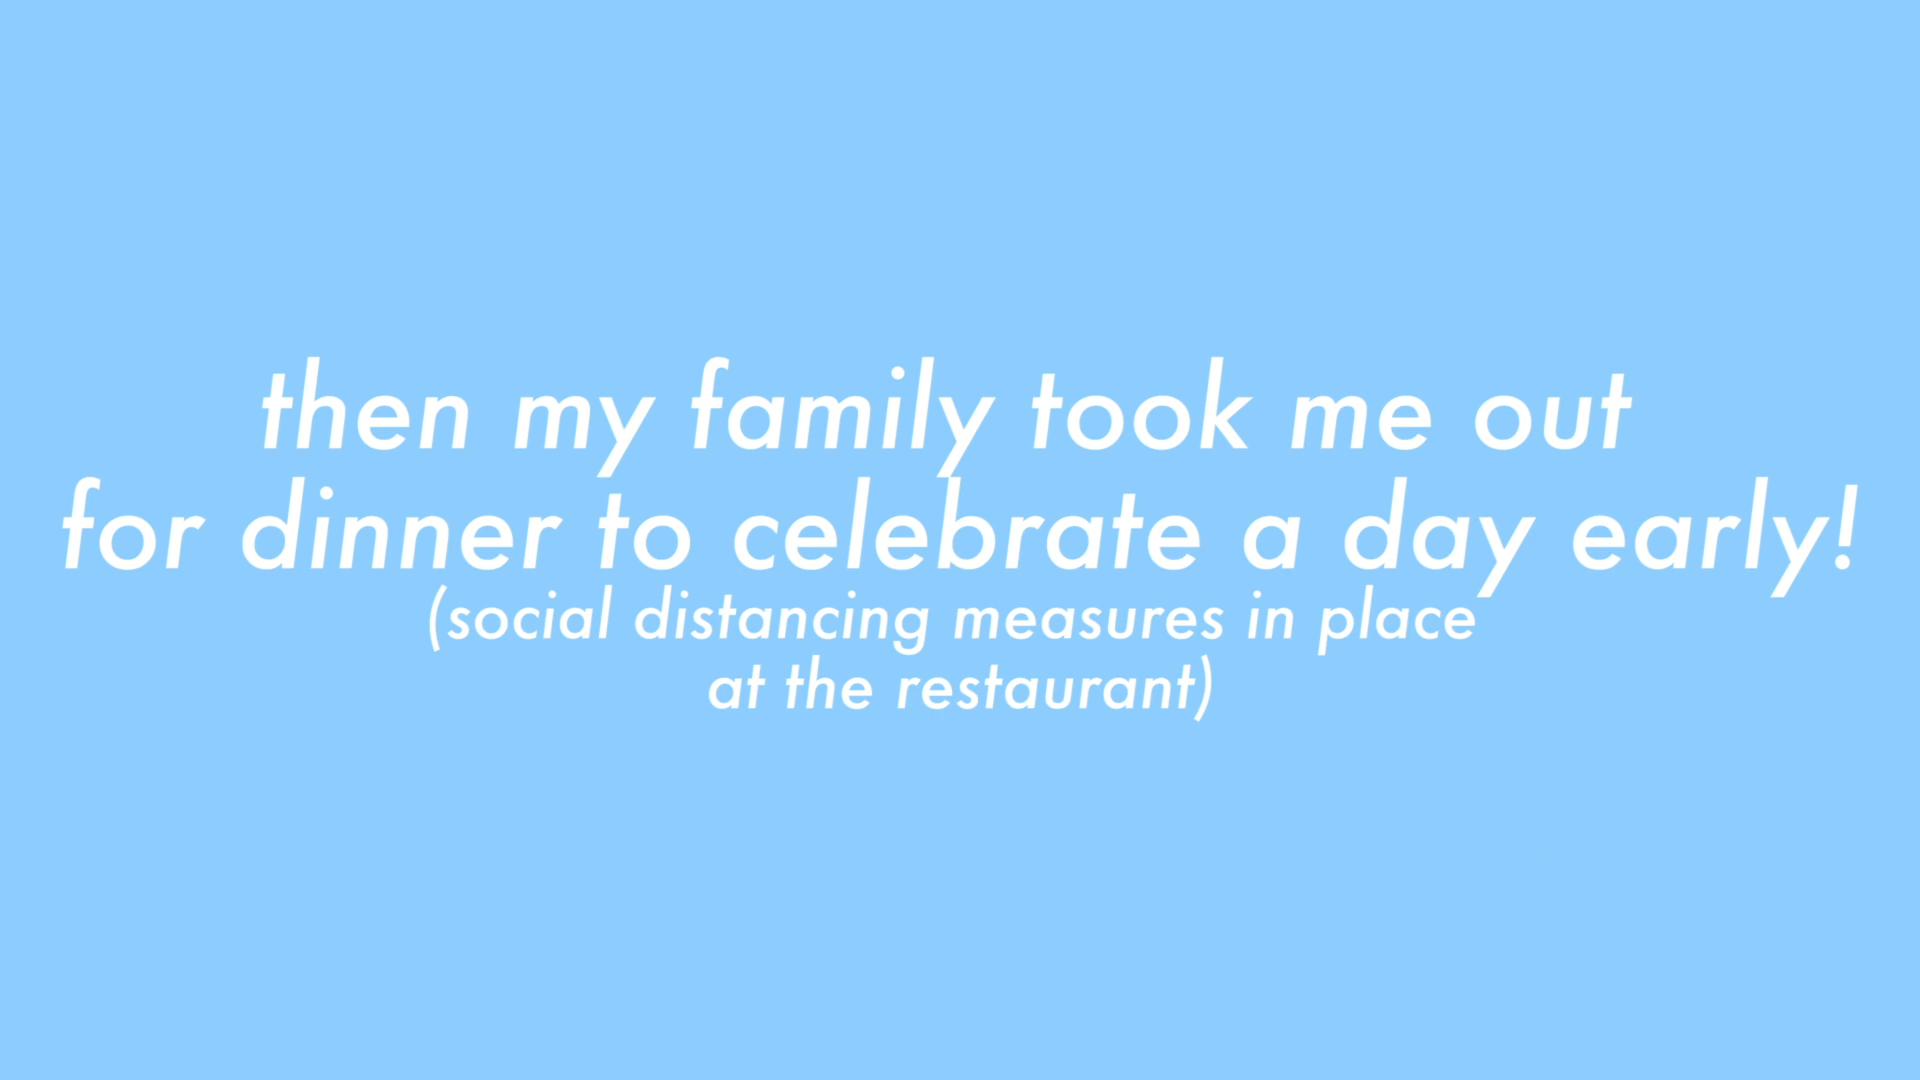 then my family took me out
for dinner to celebrate a day early!
(social distancing measures in place
at the restaurant)